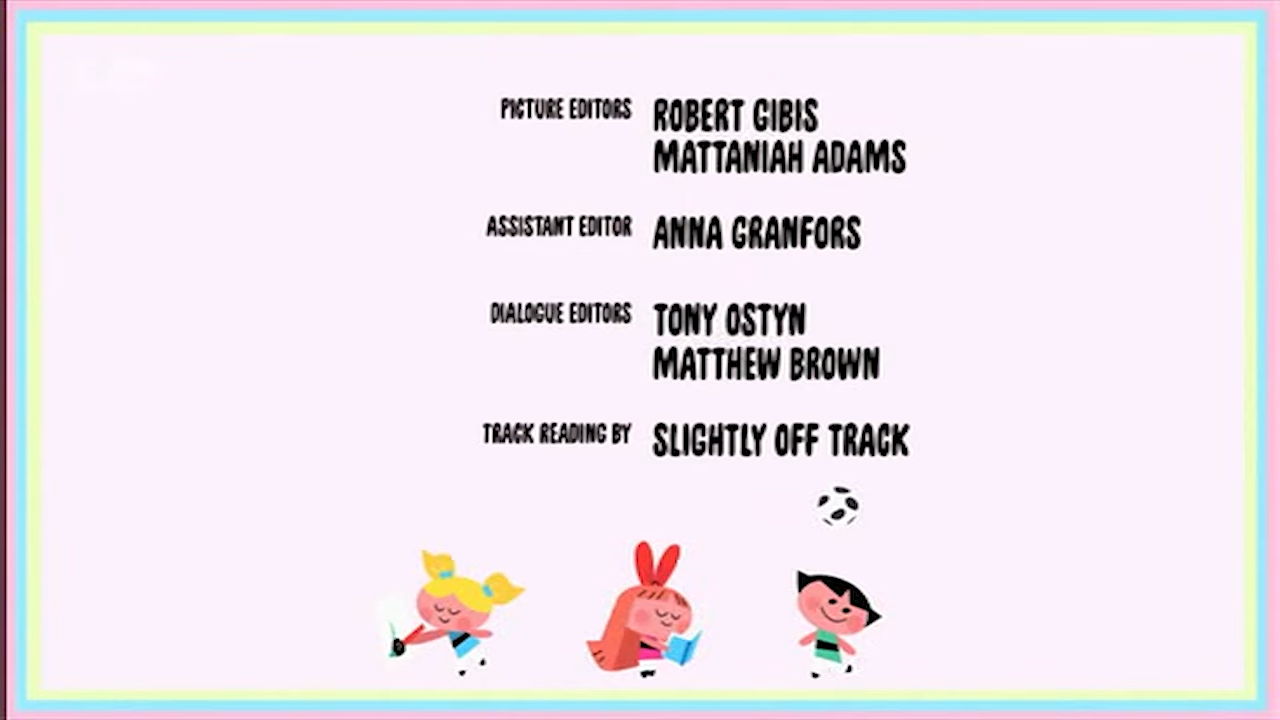 PICTURE EDITORS ROBERT GIBIS
MATTANIAH ADAMS
ASSISTANT EDITOR ANNA GRANFORS
DIALOGUE EDITORS TONY OSTYN
MATTHEW BROWN
TRACK READING BY SLIGHTLY OFF TRACK